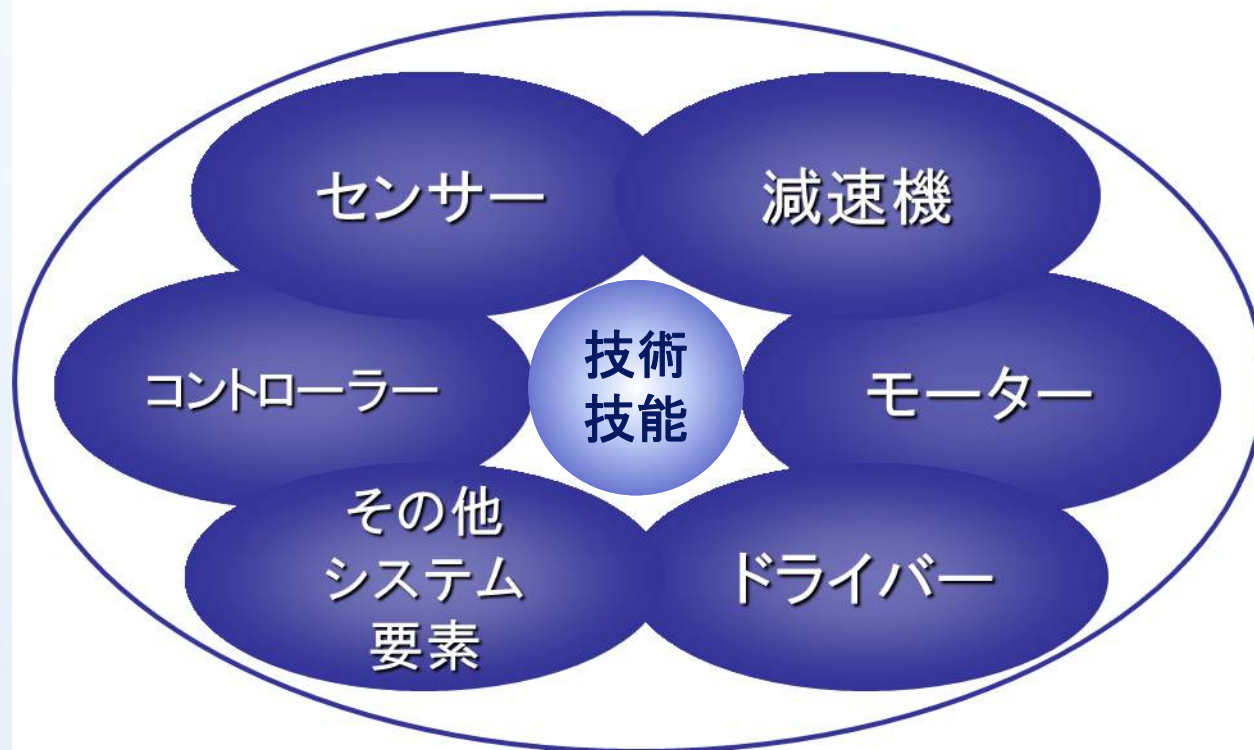 センサー
減速機
コントローラー
技術
技能
モーター
その他
システム
要素
ドライバー